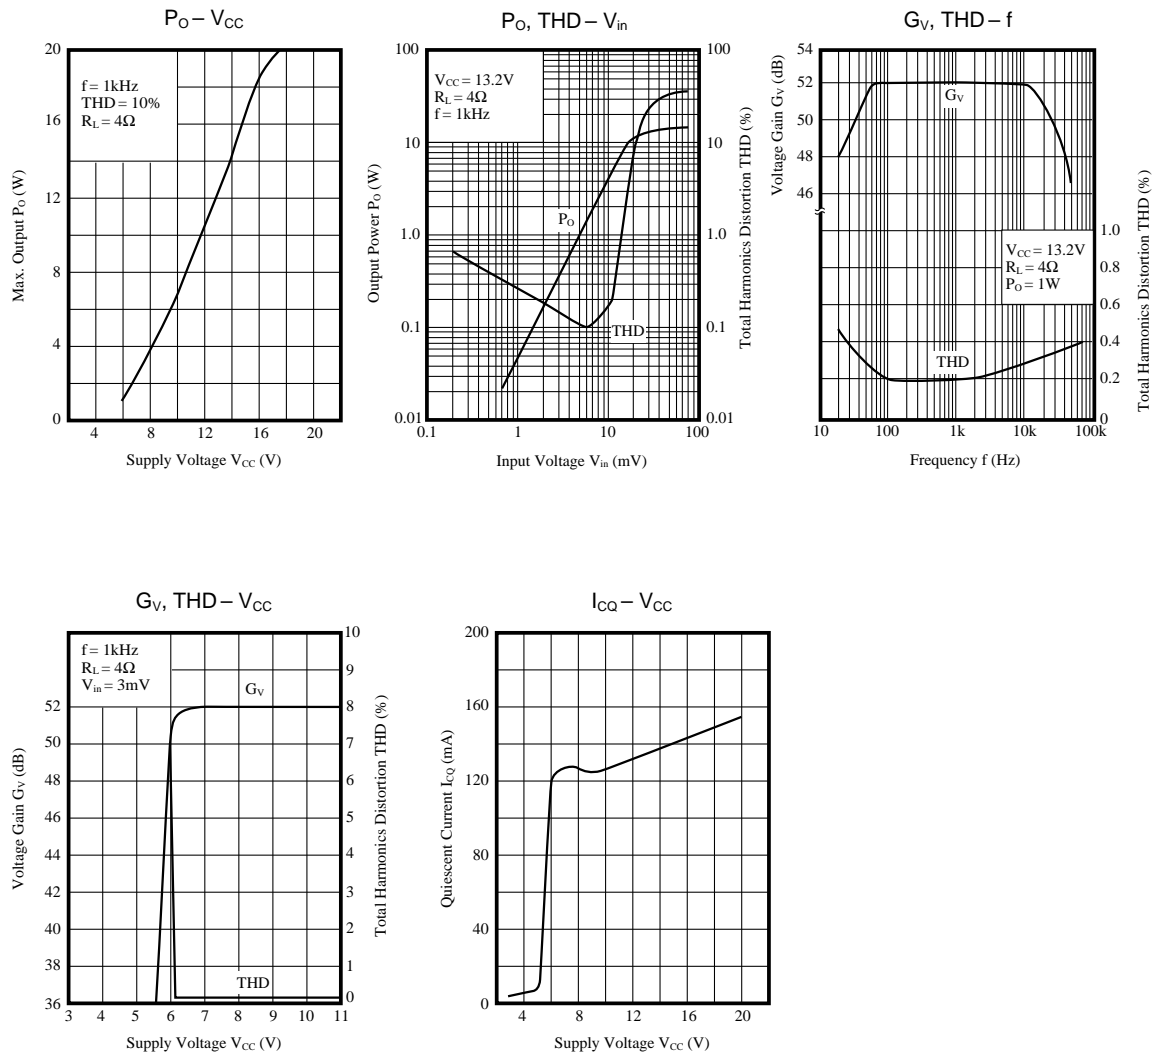 P_O – V_CC
20
16
12
8
4
0
f = 1kHz
THD = 10%
R_L = 4Ω
Max. Output P_O (W)
4 8 12 16 20
Supply Voltage V_CC (V)
P_O, THD – V_in
100
10
1.0
0.1
0.01
V_CC = 13.2V
R_L = 4Ω
f = 1kHz
P_O
THD
Output Power P_O (W)
100
10
1.0
0.1
0.01
Total Harmonics Distortion THD (%)
0.1 1 10 100
Input Voltage V_in (mV)
G_V, THD – f
54
52
50
48
46
Voltage Gain G_V (dB)
G_V
V_CC = 13.2V
R_L = 4Ω
P_O = 1W
THD
1.0
0.8
0.6
0.4
0.2
0
Total Harmonics Distortion THD (%)
10 100 1k 10k 100k
Frequency f (Hz)
G_V, THD – V_CC
f = 1kHz
R_L = 4Ω
V_in = 3mV
G_V
THD
52
50
48
46
44
42
40
38
36
Voltage Gain G_V (dB)
10
9
8
7
6
5
4
3
2
1
0
Total Harmonics Distortion THD (%)
3 4 5 6 7 8 9 10 11
Supply Voltage V_CC (V)
I_CQ – V_CC
200
160
120
80
40
0
Quiescent Current I_CQ (mA)
4 8 12 16 20
Supply Voltage V_CC (V)